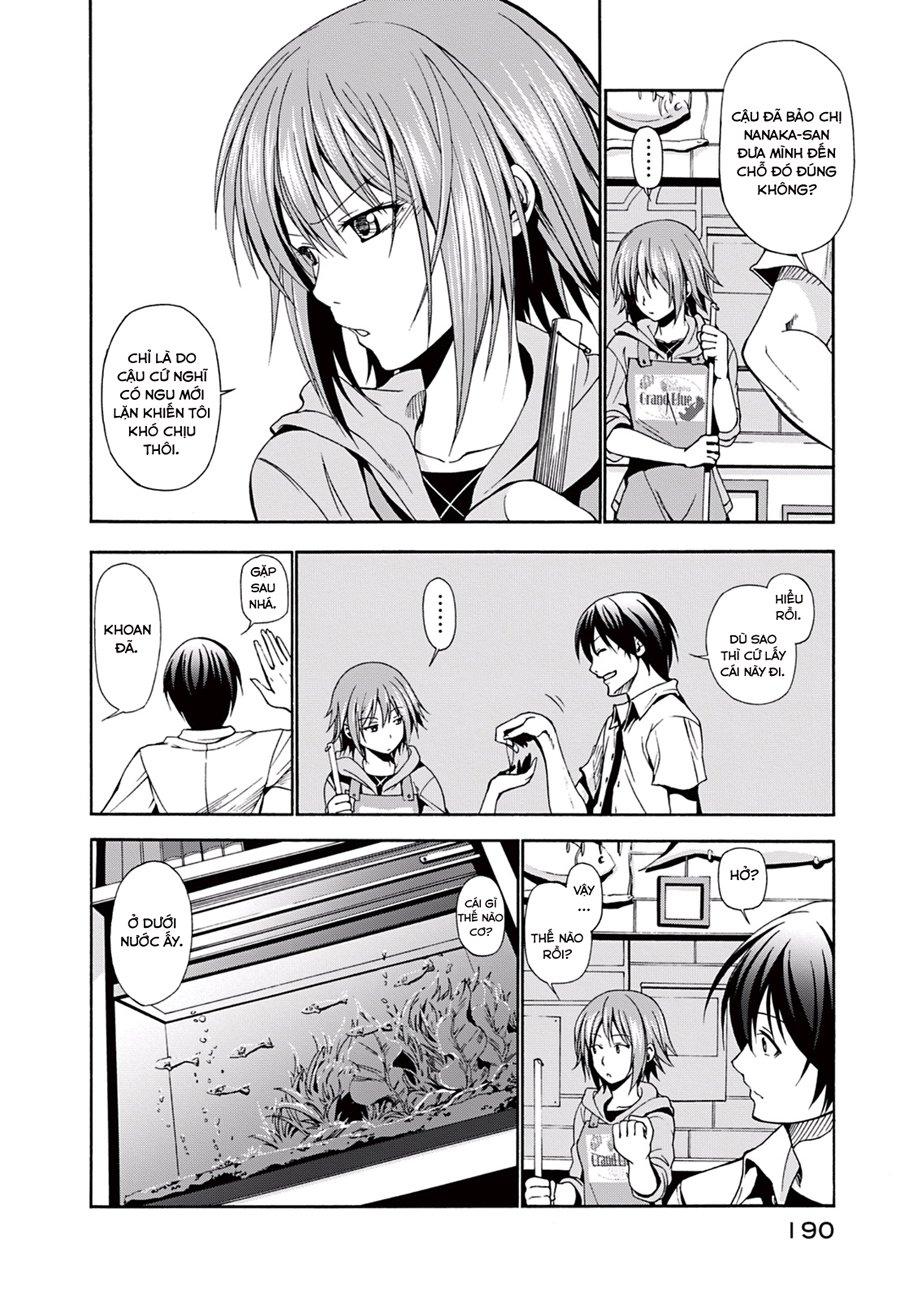 CẬU ĐÃ BẢO CHỊ
NANAKA-SAN
ĐƯA MÌNH ĐẾN
CHỖ ĐÓ ĐÚNG
KHÔNG?
......
Grand Blue
CHỈ LÀ DO
CẬU CỨ NGHĨ
CÓ NGU MỚI
LẶN KHIẾN TÔI
KHÓ CHỊU
THÔI.
HIỂU
RỒI.
DÙ SAO
THÌ CỨ LẤY
CÁI NÀY ĐI.
......
GẶP
SAU
NHÁ.
KHOAN
ĐÃ.
HỞ?
VẬY
...
THẾ NÀO
RỒI?
Grand Blue
CÁI GÌ
THẾ NÀO
CƠ?
Ở DƯỚI
NƯỚC ẤY.
190